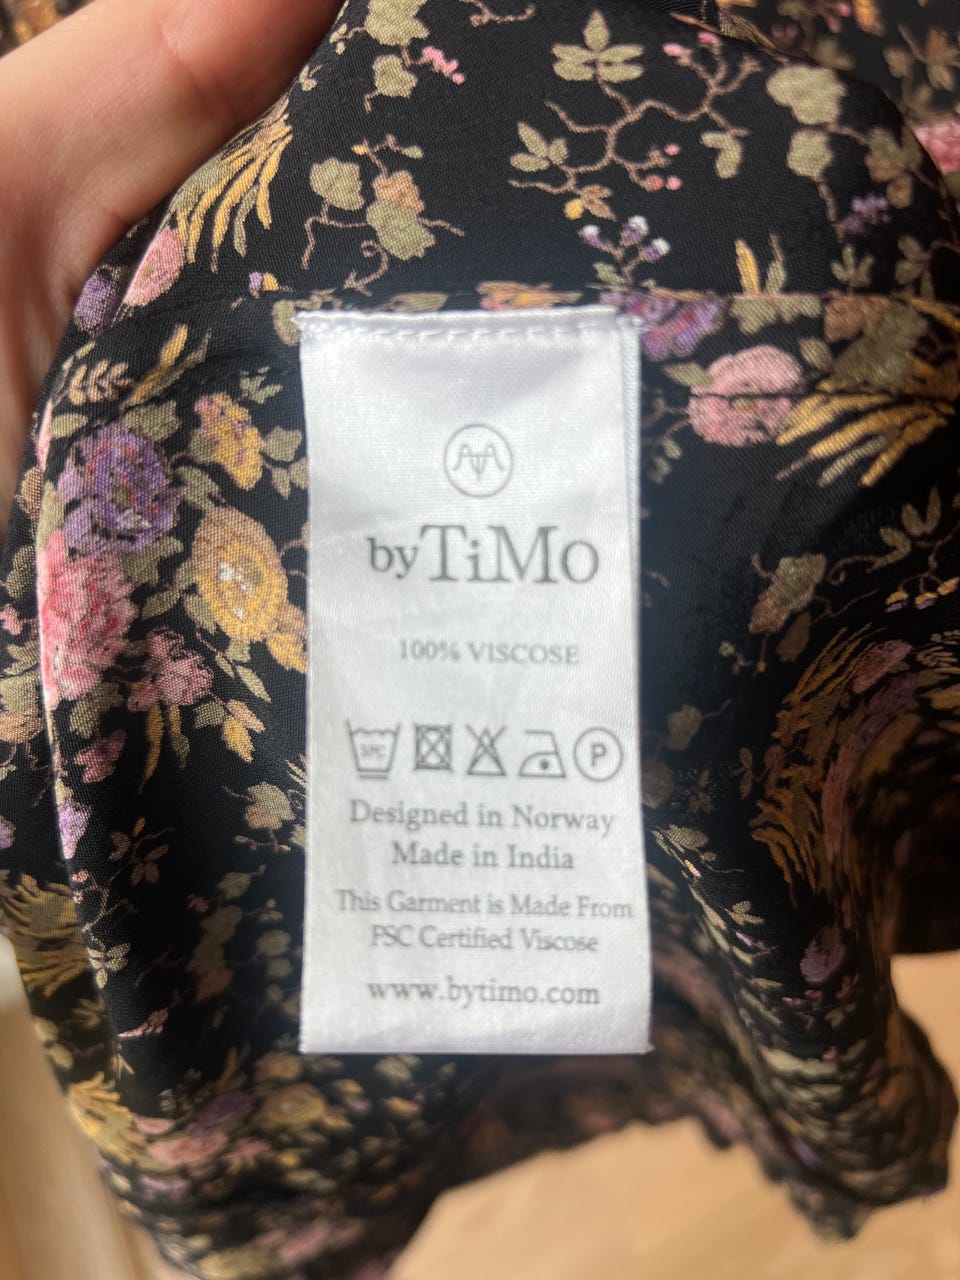 byTiMo
100% VISCOSE
P
Designed in Norway
Made in India
This Garment is Made From
PSC Certified Viscose
www.bytimo.com